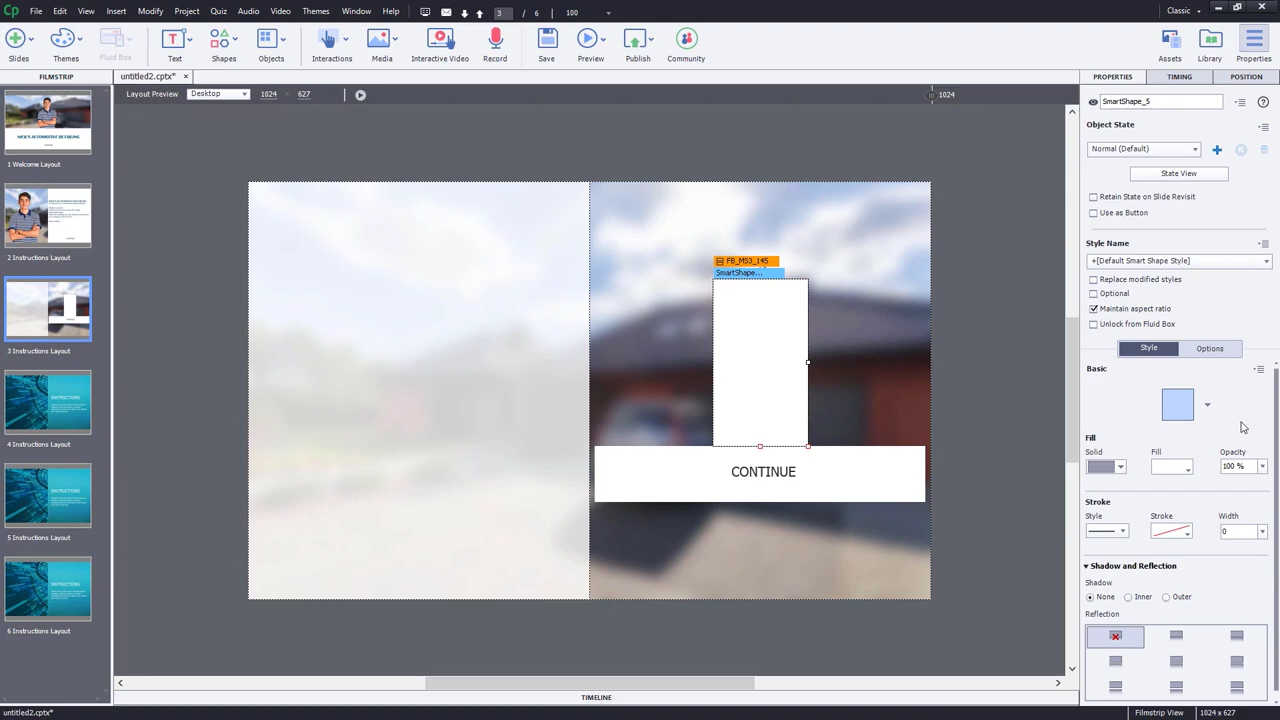 Cp File Edit View Insert Modify Project Quiz Audio Video Themes Window Help 3 / 6 100 Classic
Slides Themes Fluid Box Text Shapes Objects Interactions Media Interactive Video Record Save Preview Publish Community Assets Library Properties
FILMSTRIP untitled2.cptx* × PROPERTIES TIMING POSITION
Layout Preview Desktop 1024 × 627 1024
SmartShape_5
Object State
Normal (Default)
State View
Retain State on Slide Revisit
Use as Button
Style Name
+[Default Smart Shape Style]
Replace modified styles
Optional
Maintain aspect ratio
Unlock from Fluid Box
Style Options
Basic
Fill
Solid Fill Opacity
100 %
Stroke
Style Stroke Width
0
Shadow and Reflection
Shadow
None Inner Outer
Reflection
NICK'S AUTOMOTIVE DETAILING
1 Welcome Layout
2 Instructions Layout
3 Instructions Layout
INSTRUCTIONS
4 Instructions Layout
INSTRUCTIONS
5 Instructions Layout
INSTRUCTIONS
6 Instructions Layout
FB_MS3_145
SmartShape...
CONTINUE
TIMELINE
untitled2.cptx* Filmstrip View 1024 x 627